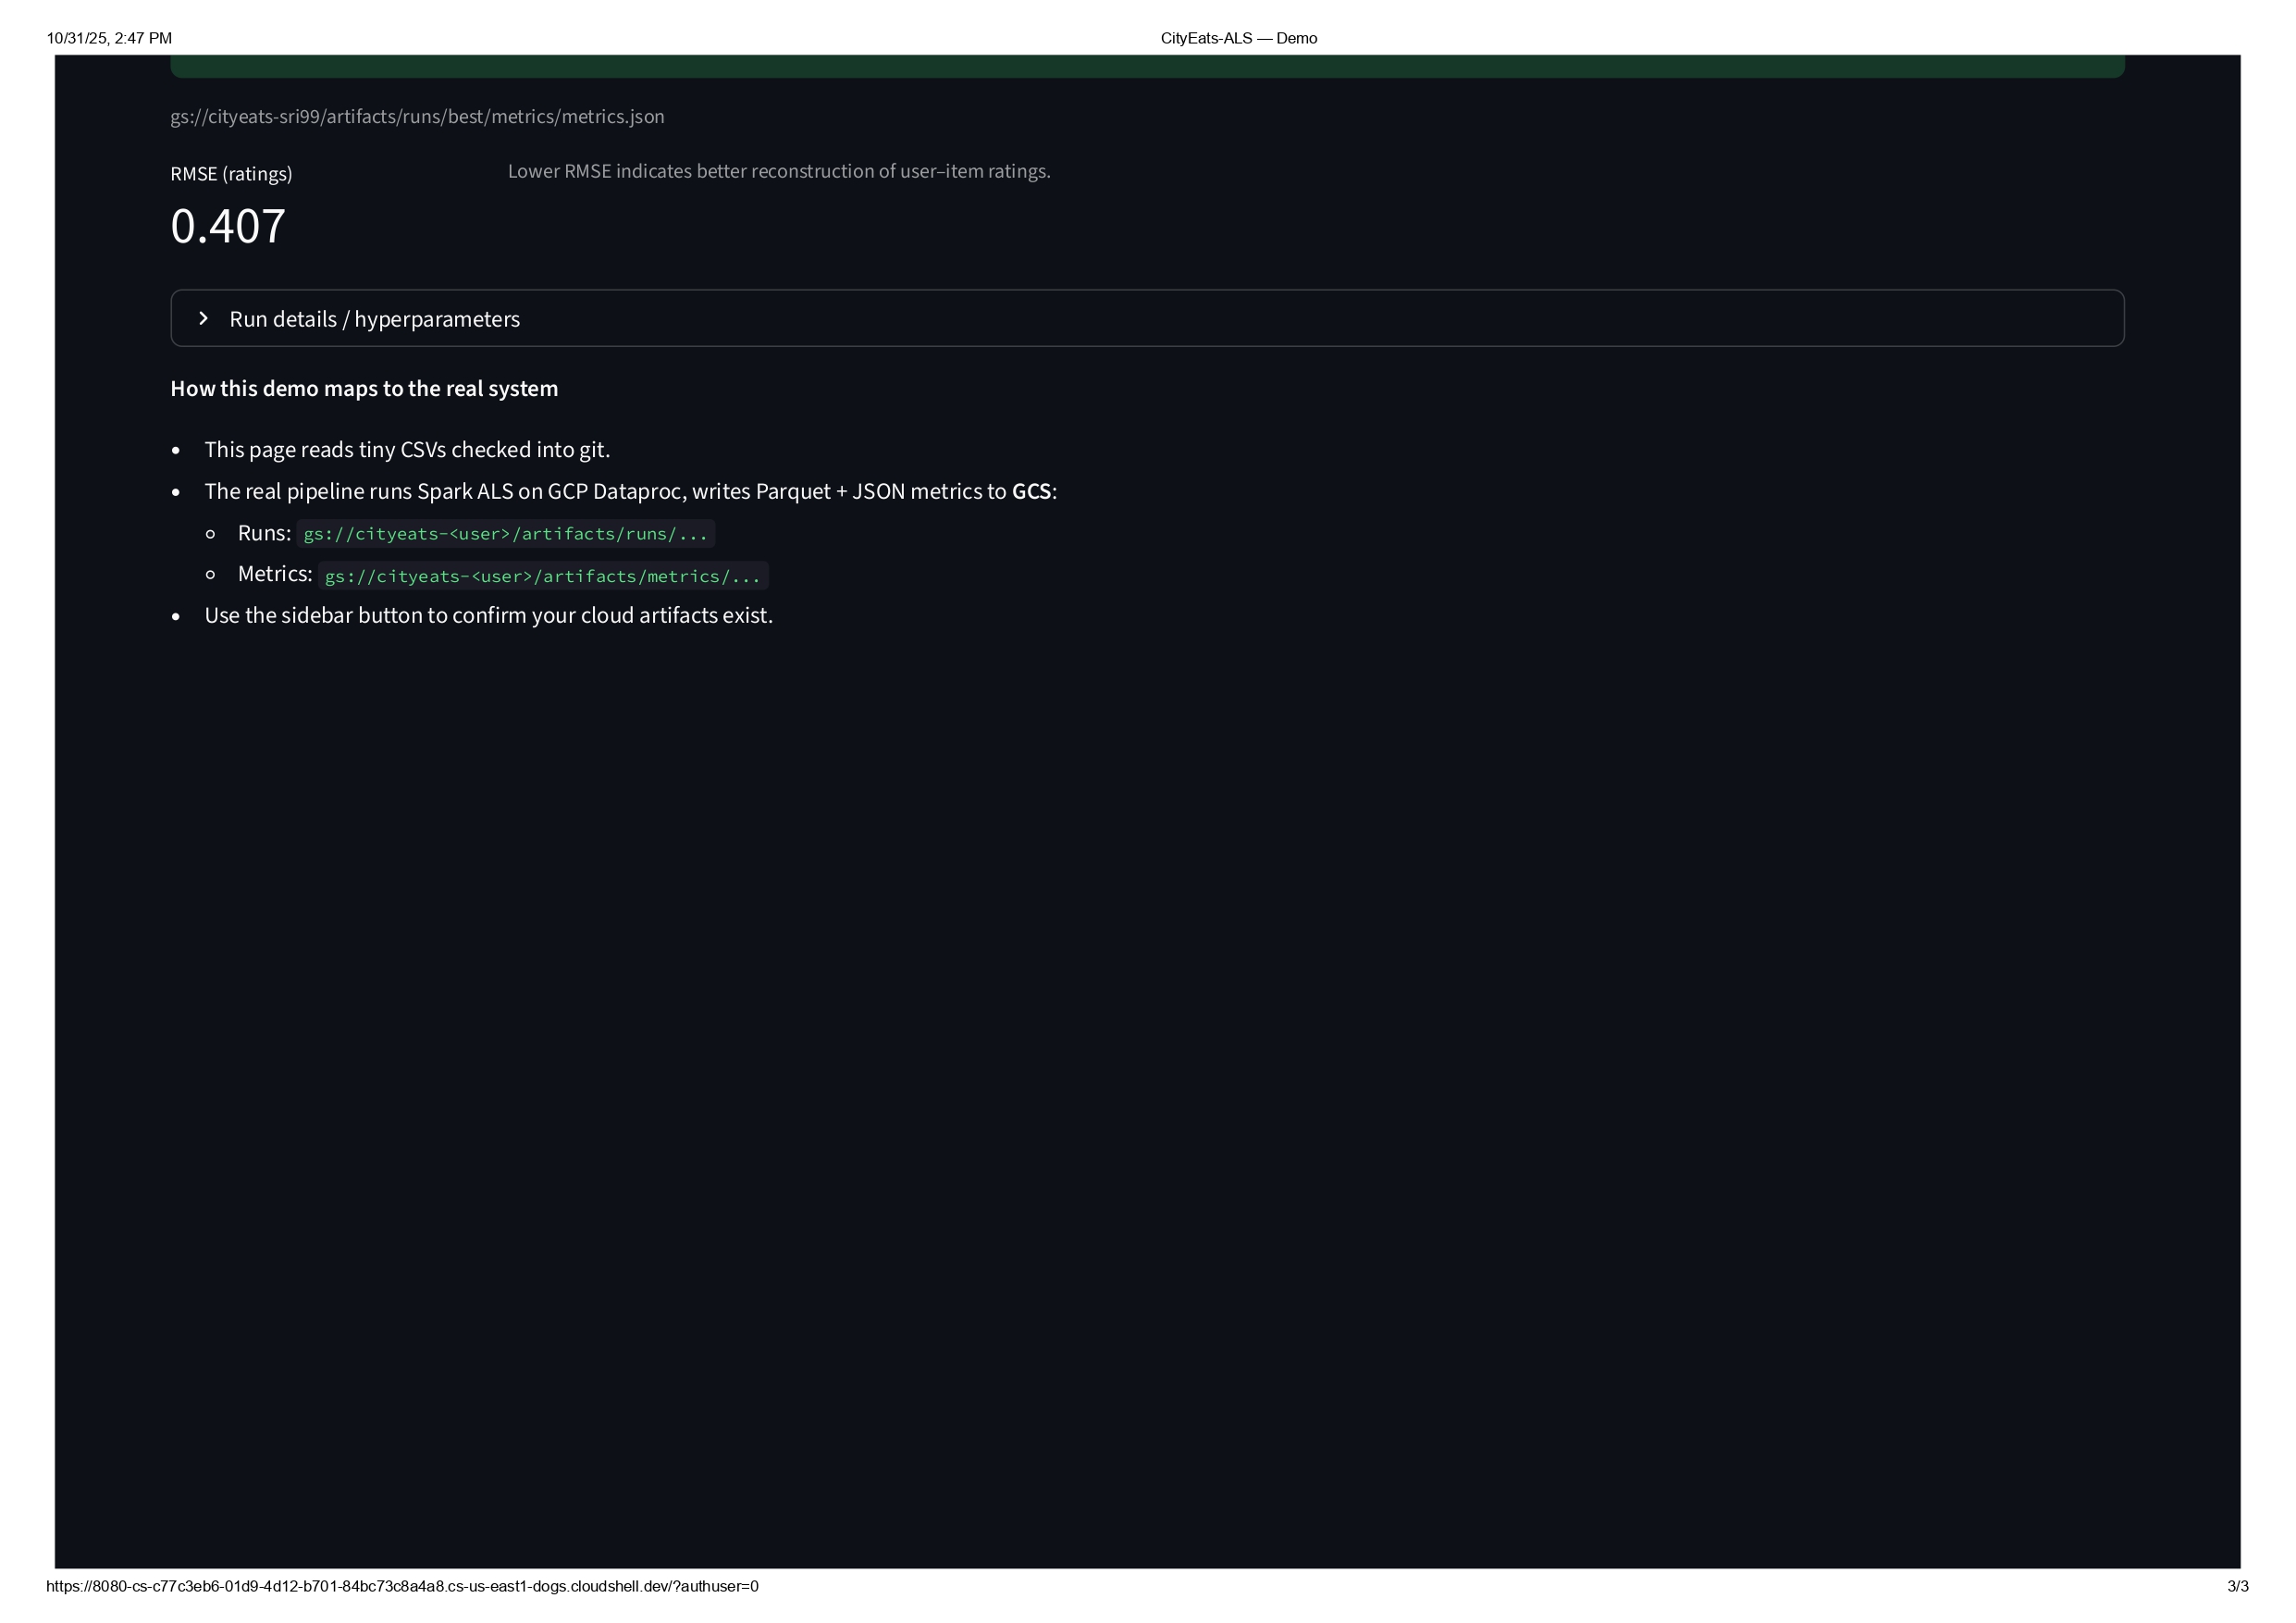 10/31/25, 2:47 PM
CityEats-ALS — Demo
gs://cityeats-sri99/artifacts/runs/best/metrics/metrics.json
RMSE (ratings)
Lower RMSE indicates better reconstruction of user–item ratings.
0.407
Run details / hyperparameters
How this demo maps to the real system
• This page reads tiny CSVs checked into git.
• The real pipeline runs Spark ALS on GCP Dataproc, writes Parquet + JSON metrics to GCS:
◦ Runs: gs://cityeats-<user>/artifacts/runs/...
◦ Metrics: gs://cityeats-<user>/artifacts/metrics/...
• Use the sidebar button to confirm your cloud artifacts exist.
https://8080-cs-c77c3eb6-01d9-4d12-b701-84bc73c8a4a8.cs-us-east1-dogs.cloudshell.dev/?authuser=0
3/3